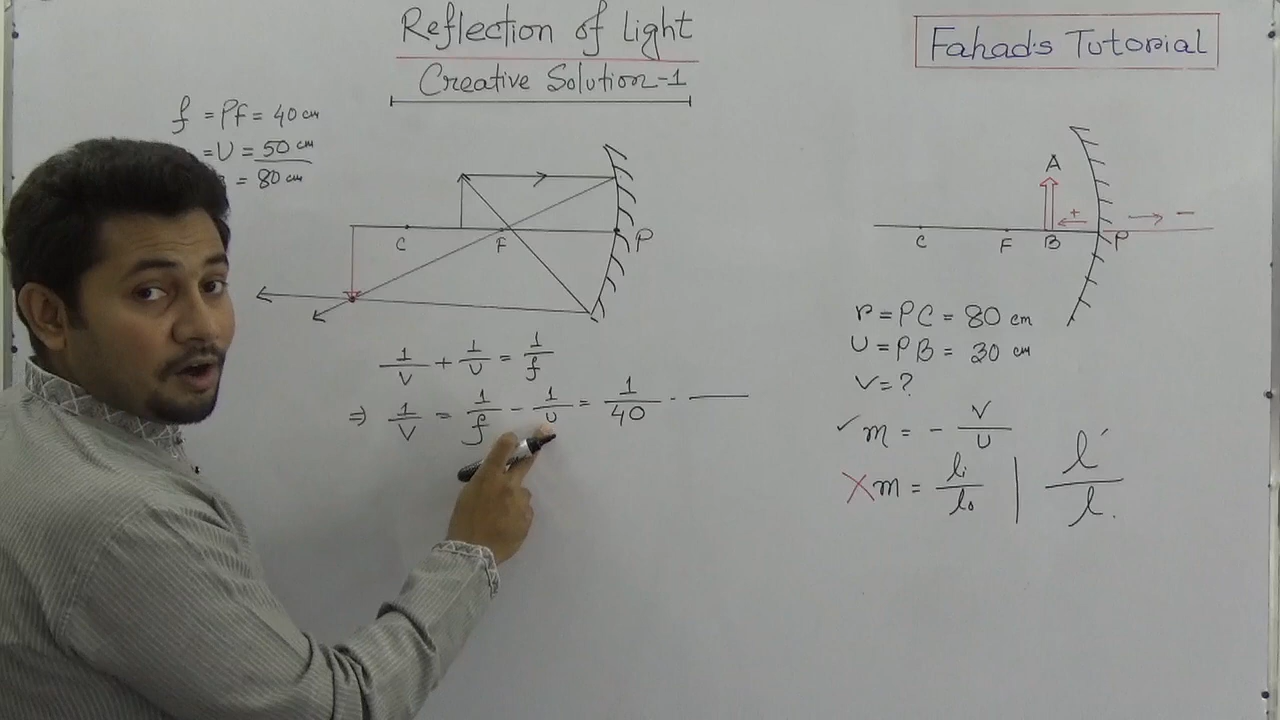 Reflection of Light
Creative Solution-1
Fahad's Tutorial
f = PF = 40 cm
= U = 50 cm
= 80 cm
C F P
1/V + 1/U = 1/f
⇒ 1/V = 1/f - 1/U = 1/40 - —
A
+ → -
C F B P
r = PC = 80 cm
U = PB = 30 cm
V = ?
✓ m = - V/U
X m = li/lo | l′/l.